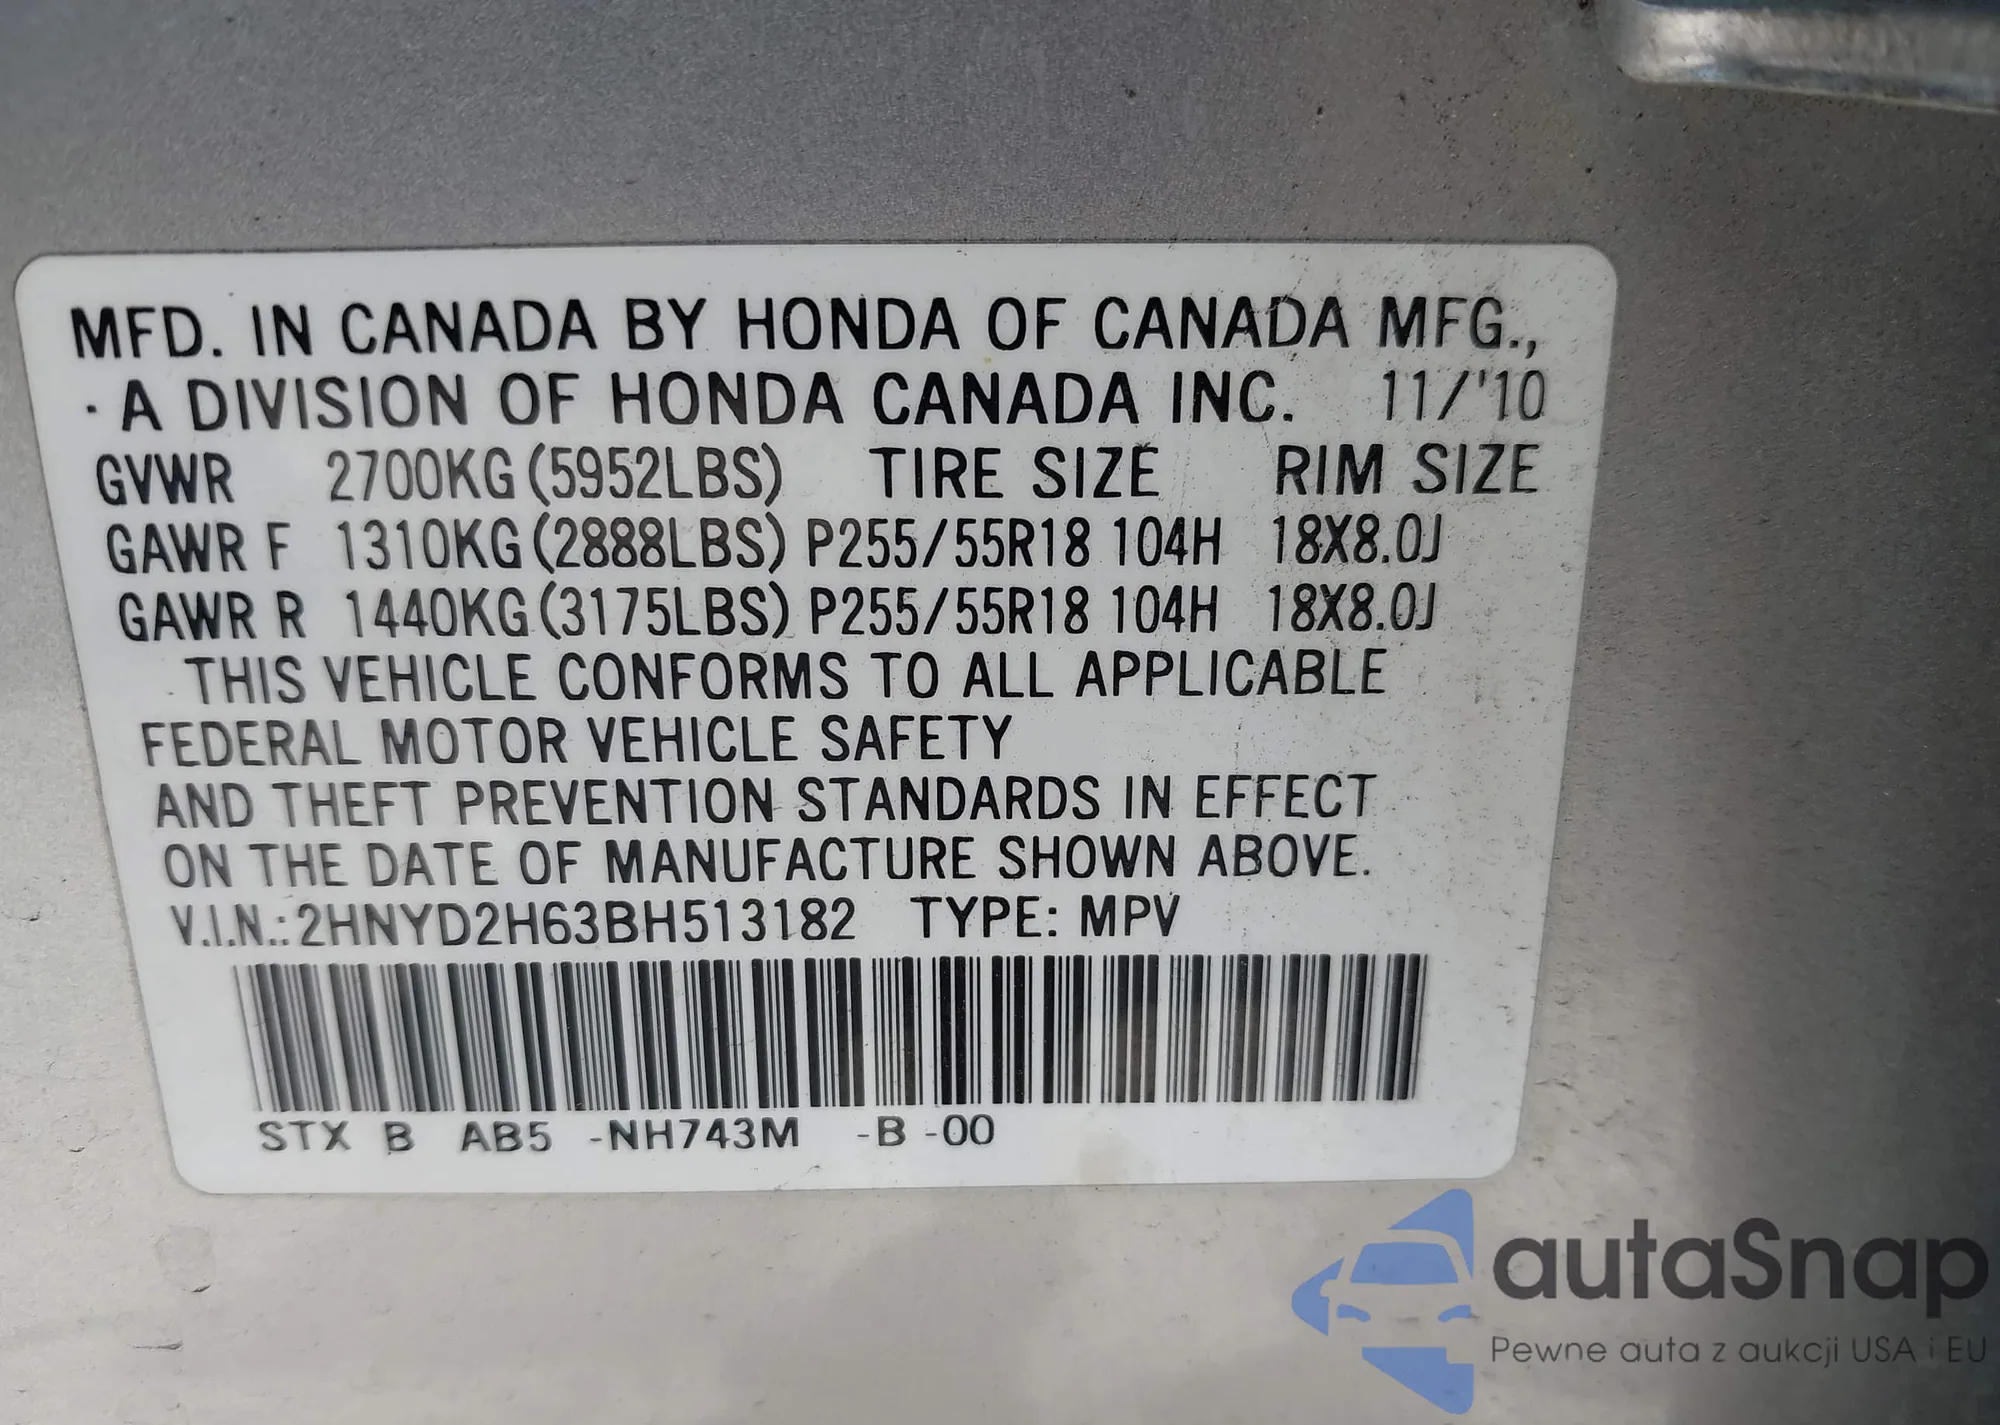 MFD. IN CANADA BY HONDA OF CANADA MFG.,
A DIVISION OF HONDA CANADA INC. 11/'10
GVWR 2700KG (5952LBS) TIRE SIZE RIM SIZE
GAWR F 1310KG (2888LBS) P255/55R18 104H 18X8.0J
GAWR R 1440KG (3175LBS) P255/55R18 104H 18X8.0J
THIS VEHICLE CONFORMS TO ALL APPLICABLE
FEDERAL MOTOR VEHICLE SAFETY
AND THEFT PREVENTION STANDARDS IN EFFECT
ON THE DATE OF MANUFACTURE SHOWN ABOVE.
V.I.N.: 2HNYD2H63BH513182 TYPE: MPV
STX B AB5 -NH743M -B -00
autaSnap
Pewne auta z aukcji USA i EU